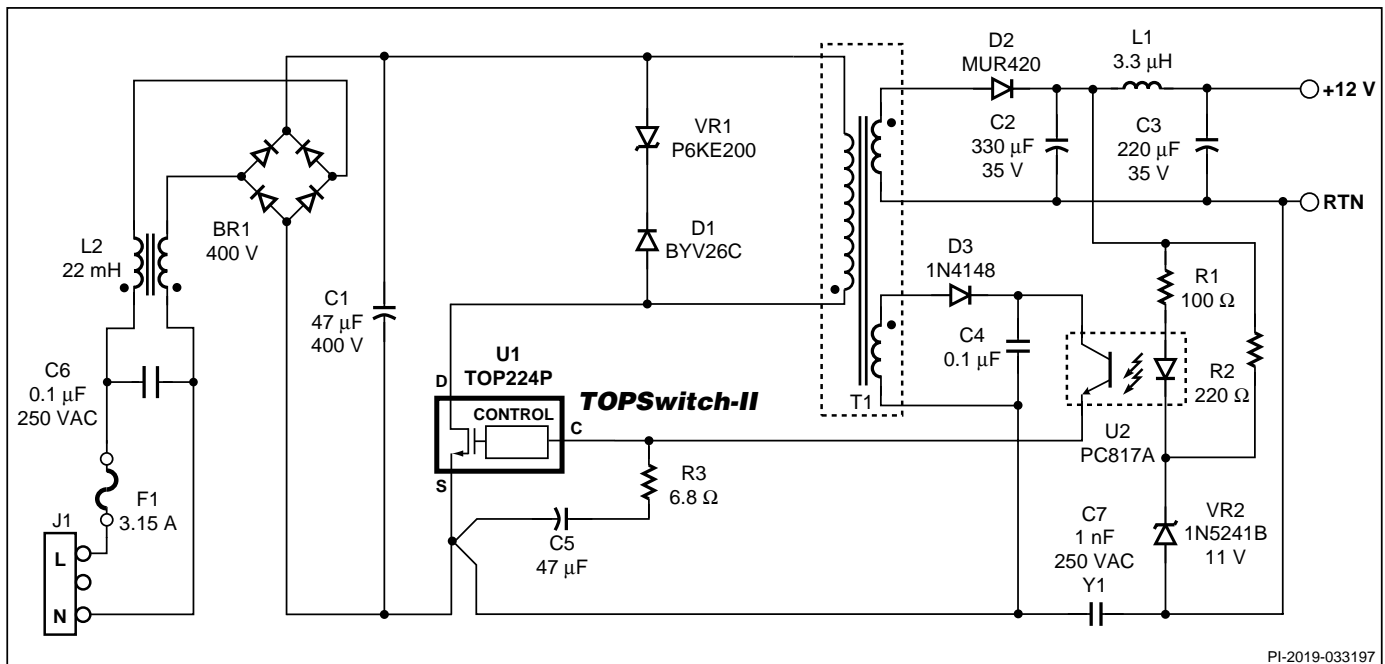 D2
MUR420
L1
3.3 µH
+12 V
VR1
P6KE200
C2
330 µF
35 V
C3
220 µF
35 V
RTN
BR1
400 V
D1
BYV26C
L2
22 mH
D3
1N4148
R1
100 Ω
C1
47 µF
400 V
C4
0.1 µF
R2
220 Ω
U1
TOP224P
C6
0.1 µF
250 VAC
D
TOPSwitch-II
T1
CONTROL
C
U2
PC817A
S
R3
6.8 Ω
F1
3.15 A
J1
L
N
C5
47 µF
C7
1 nF
250 VAC
Y1
VR2
1N5241B
11 V
PI-2019-033197